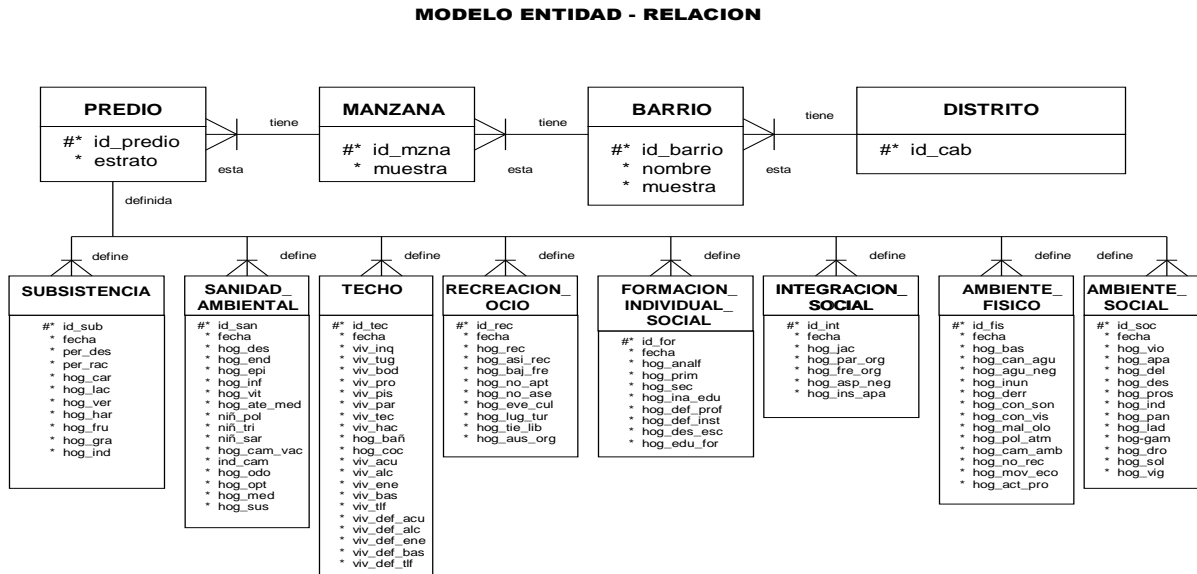 MODELO ENTIDAD - RELACION
PREDIO
#* id_predio
* estrato
tiene
esta
MANZANA
#* id_mzna
* muestra
tiene
esta
BARRIO
#* id_barrio
* nombre
* muestra
tiene
esta
DISTRITO
#* id_cab
definida
define
define
define
define
define
define
define
define
SUBSISTENCIA
#* id_sub
* fecha
* per_des
* per_rac
* hog_car
* hog_lac
* hog_ver
* hog_har
* hog_fru
* hog_gra
* hog_ind
SANIDAD_
AMBIENTAL
#* id_san
* fecha
* hog_des
* hog_end
* hog_epi
* hog_inf
* hog_vit
* hog_ate_med
* niñ_pol
* niñ_tri
* niñ_sar
* hog_cam_vac
* ind_cam
* hog_odo
* hog_opt
* hog_med
* hog_sus
TECHO
#* id_tec
* fecha
* viv_inq
* viv_tug
* viv_bod
* viv_pro
* viv_pis
* viv_par
* viv_tec
* viv_hac
* hog_bañ
* hog_coc
* viv_acu
* viv_alc
* viv_ene
* viv_bas
* viv_tlf
* viv_def_acu
* viv_def_alc
* viv_def_ene
* viv_def_bas
* viv_def_tlf
RECREACION_
OCIO
#* id_rec
* fecha
* hog_rec
* hog_asi_rec
* hog_baj_fre
* hog_no_apt
* hog_no_ase
* hog_eve_cul
* hog_lug_tur
* hog_tie_lib
* hog_aus_org
FORMACION_
INDIVIDUAL_
SOCIAL
#* id_for
* fecha
* hog_analf
* hog_prim
* hog_sec
* hog_ina_edu
* hog_def_prof
* hog_def_inst
* hog_des_esc
* hog_edu_for
INTEGRACION_
SOCIAL
#* id_int
* fecha
* hog_jac
* hog_par_org
* hog_fre_org
* hog_asp_neg
* hog_ins_apa
AMBIENTE_
FISICO
#* id_fis
* fecha
* hog_bas
* hog_can_agu
* hog_agu_neg
* inun
* derr
* hog_con_son
* hog_con_vis
* hog_mal_olo
* hog_pol_atm
* hog_cam_amb
* hog_no_rec
* hog_mov_eco
* hog_act_pro
AMBIENTE_
SOCIAL
#* id_soc
* fecha
* hog_vio
* hog_apa
* hog_del
* hog_des
* hog_pros
* hog_ind
* hog_pan
* hog_lad
* hog-gam
* hog_dro
* hog_sol
* hog_vig